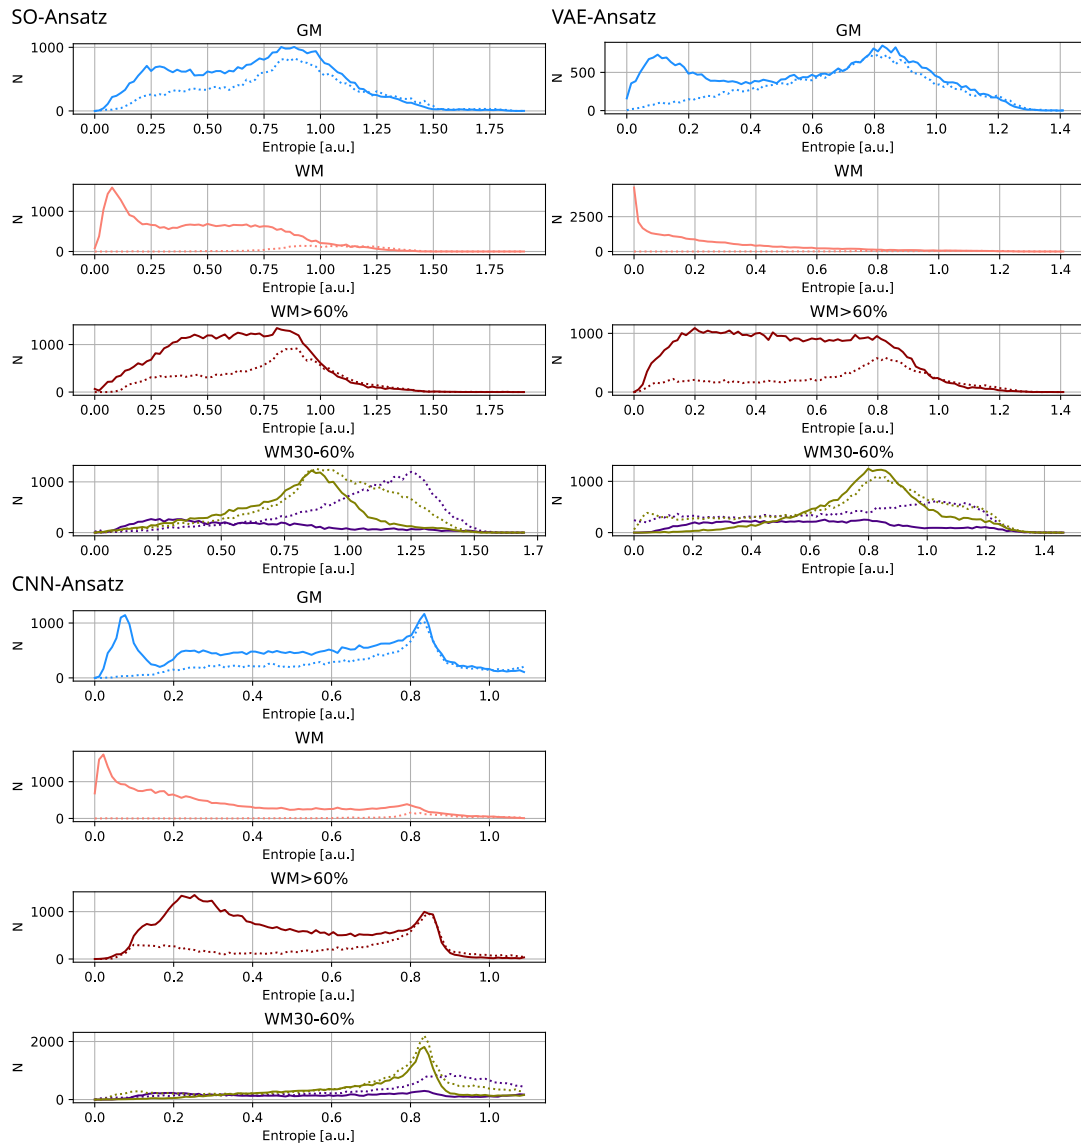 SO-Ansatz
GM
N
1000
0
0.00 0.25 0.50 0.75 1.00 1.25 1.50 1.75
Entropie [a.u.]
WM
N
1000
0
0.00 0.25 0.50 0.75 1.00 1.25 1.50 1.75
Entropie [a.u.]
WM>60%
N
1000
0
0.00 0.25 0.50 0.75 1.00 1.25 1.50 1.75
Entropie [a.u.]
WM30-60%
N
1000
0
0.00 0.25 0.50 0.75 1.00 1.25 1.50 1.7
Entropie [a.u.]
VAE-Ansatz
GM
N
500
0
0.0 0.2 0.4 0.6 0.8 1.0 1.2 1.4
Entropie [a.u.]
WM
N
2500
0
0.0 0.2 0.4 0.6 0.8 1.0 1.2 1.4
Entropie [a.u.]
WM>60%
N
1000
500
0
0.0 0.2 0.4 0.6 0.8 1.0 1.2 1.4
Entropie [a.u.]
WM30-60%
N
1000
0
0.0 0.2 0.4 0.6 0.8 1.0 1.2 1.4
Entropie [a.u.]
CNN-Ansatz
GM
N
1000
0
0.0 0.2 0.4 0.6 0.8 1.0
Entropie [a.u.]
WM
N
1000
0
0.0 0.2 0.4 0.6 0.8 1.0
Entropie [a.u.]
WM>60%
N
1000
0
0.0 0.2 0.4 0.6 0.8 1.0
Entropie [a.u.]
WM30-60%
N
2000
0
0.0 0.2 0.4 0.6 0.8 1.0
Entropie [a.u.]